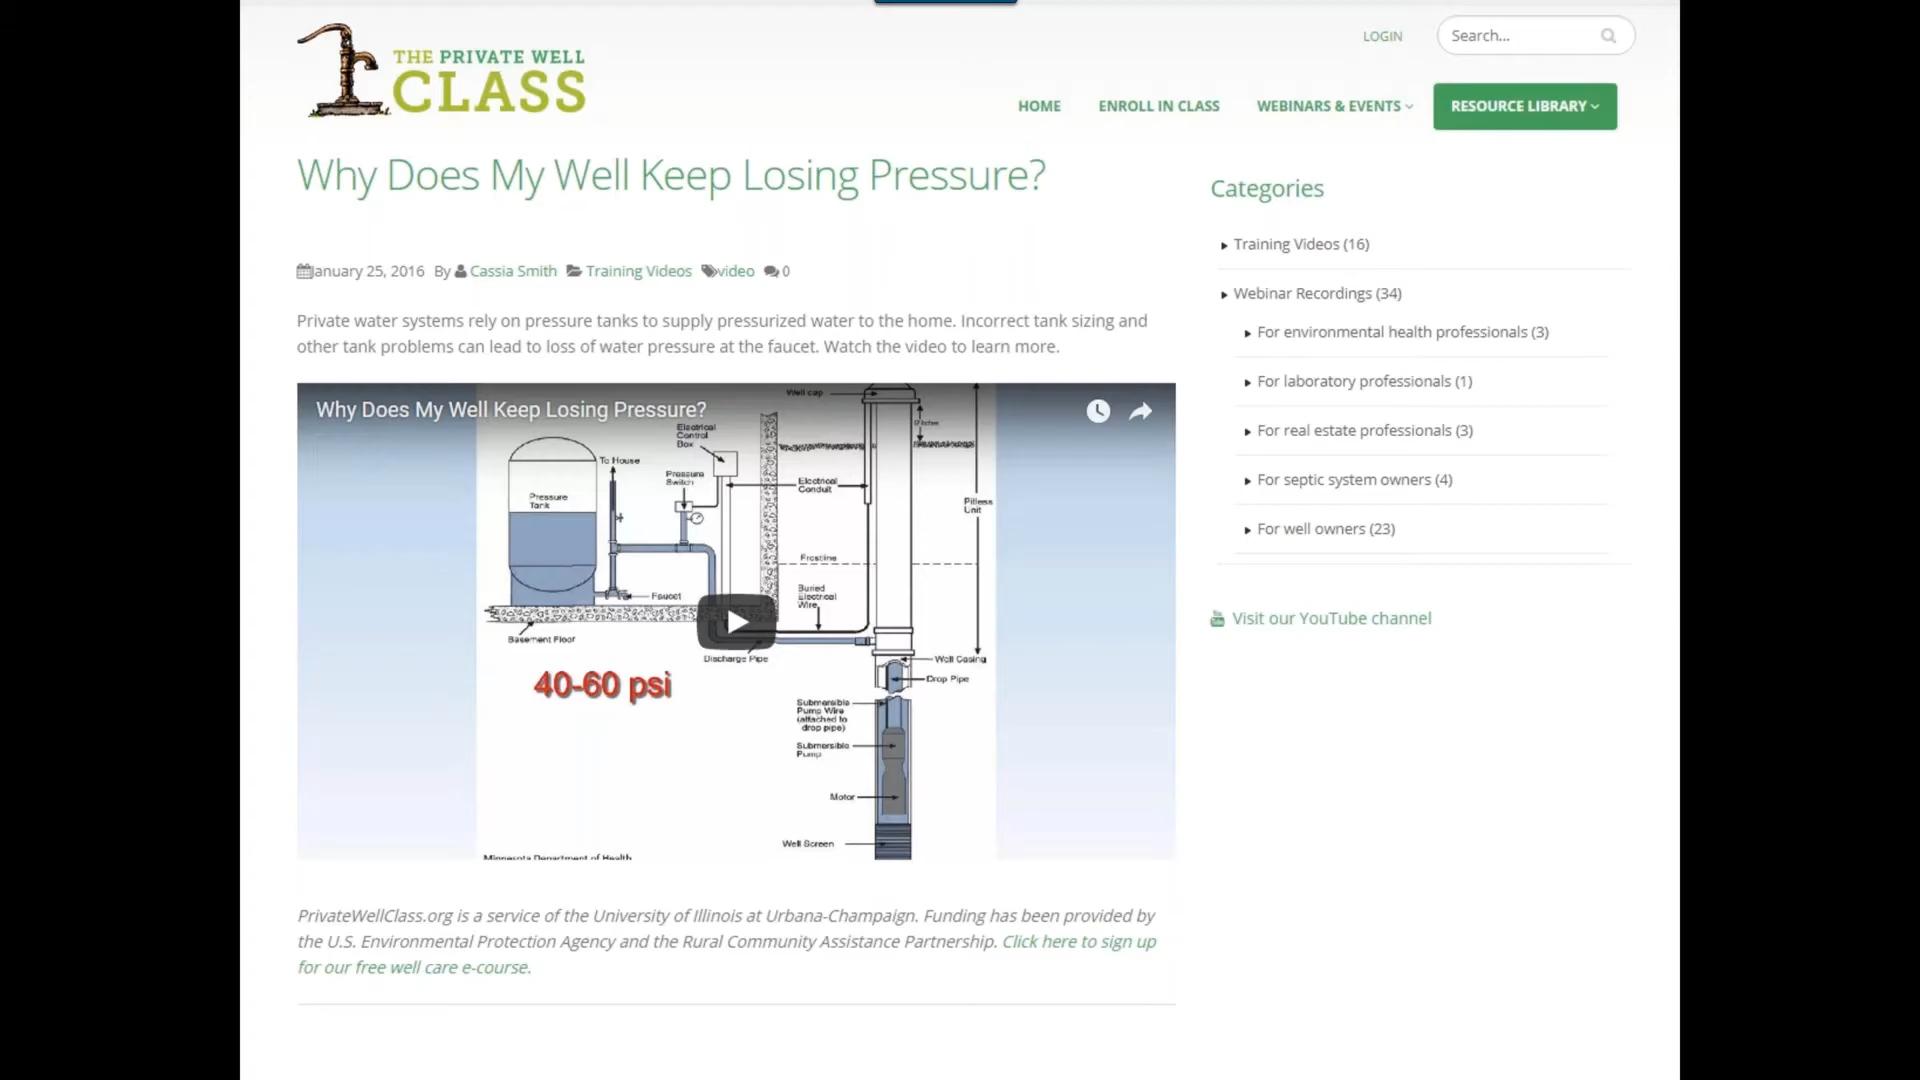 THE PRIVATE WELL
CLASS
LOGIN
Search...
HOME
ENROLL IN CLASS
WEBINARS & EVENTS
RESOURCE LIBRARY
Why Does My Well Keep Losing Pressure?
January 25, 2016 By Cassia Smith Training Videos video 0
Private water systems rely on pressure tanks to supply pressurized water to the home. Incorrect tank sizing and
other tank problems can lead to loss of water pressure at the faucet. Watch the video to learn more.
Why Does My Well Keep Losing Pressure?
Well cap
Electrical
Control
Box
To House
Pressure
Switch
Electrical
Conduit
Pressure
Tank
Pitless
Unit
Frostline
Buried
Electrical
Wire
Faucet
Basement Floor
Discharge Pipe
Well Casing
Drop Pipe
40-60 psi
Submersible
Pump Wire
(attached to
drop pipe)
Submersible
Pump
Motor
Well Screen
Minnesota Department of Health
PrivateWellClass.org is a service of the University of Illinois at Urbana-Champaign. Funding has been provided by
the U.S. Environmental Protection Agency and the Rural Community Assistance Partnership. Click here to sign up
for our free well care e-course.
Categories
Training Videos (16)
Webinar Recordings (34)
For environmental health professionals (3)
For laboratory professionals (1)
For real estate professionals (3)
For septic system owners (4)
For well owners (23)
Visit our YouTube channel